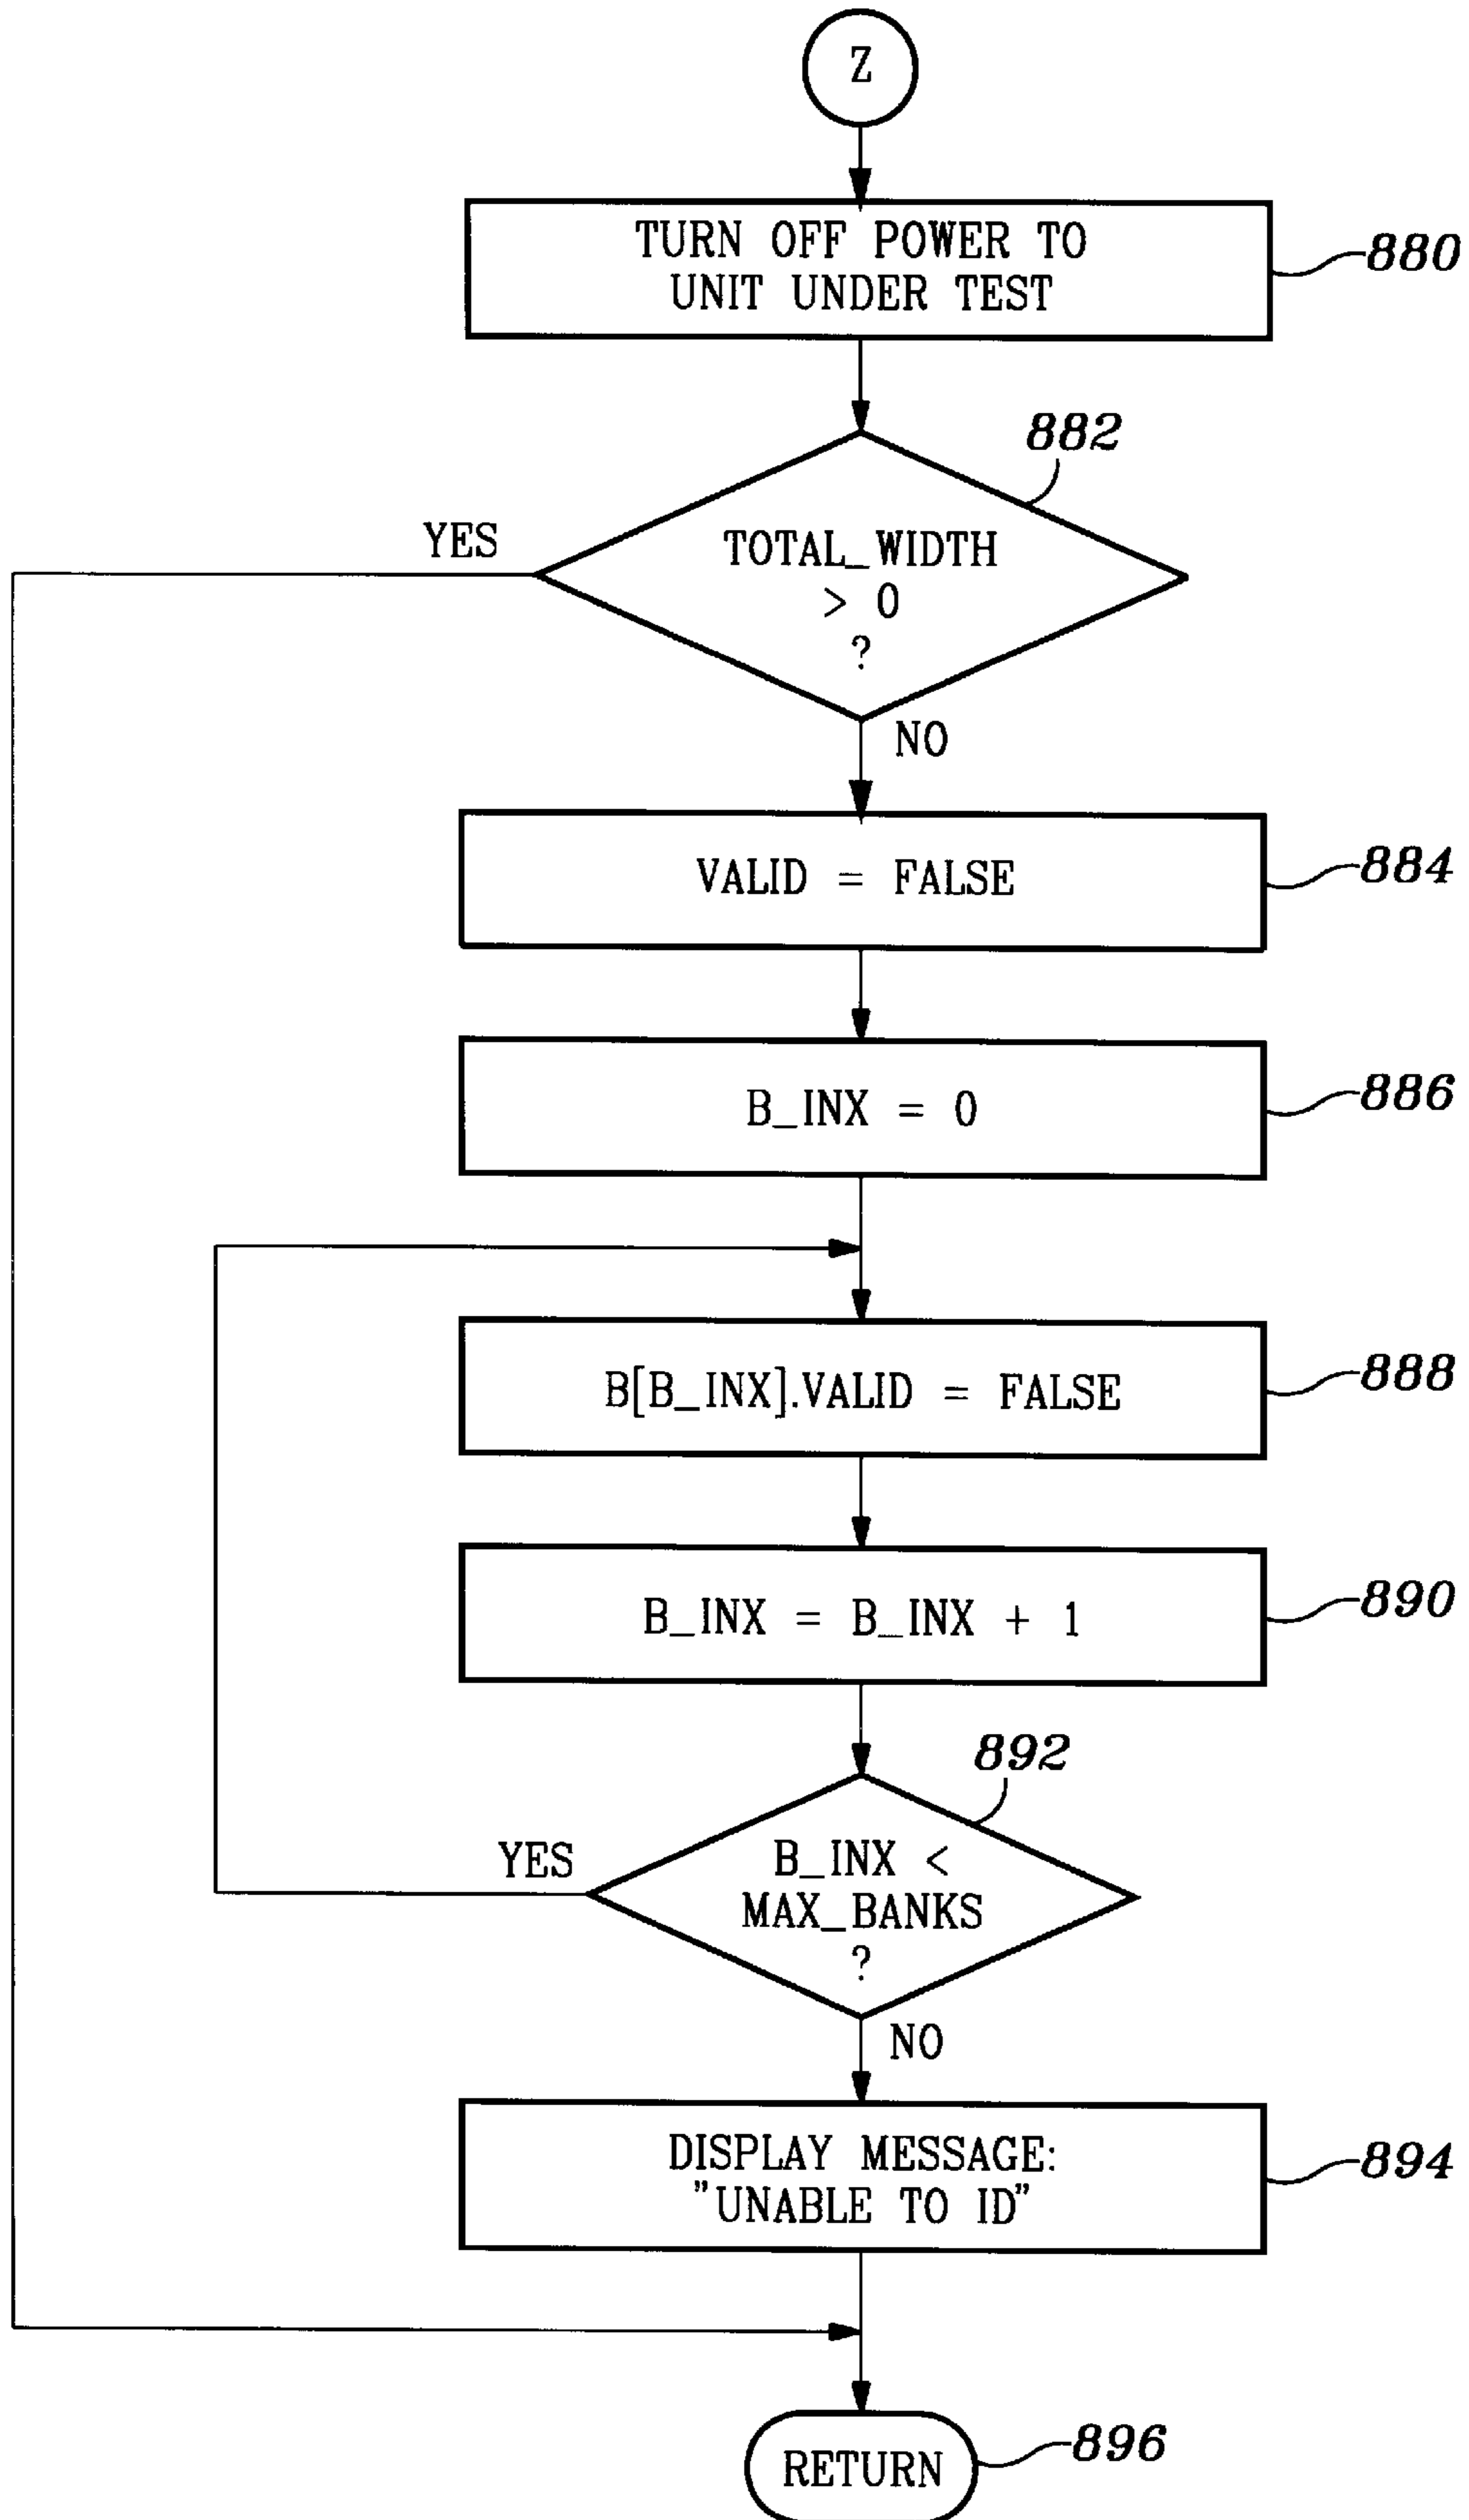 Z
TURN OFF POWER TO
UNIT UNDER TEST
880
882
YES
TOTAL_WIDTH
> 0
?
NO
VALID = FALSE
884
B_INX = 0
886
B[B_INX].VALID = FALSE
888
B_INX = B_INX + 1
890
892
YES
B_INX <
MAX_BANKS
?
NO
DISPLAY MESSAGE:
"UNABLE TO ID"
894
RETURN
896